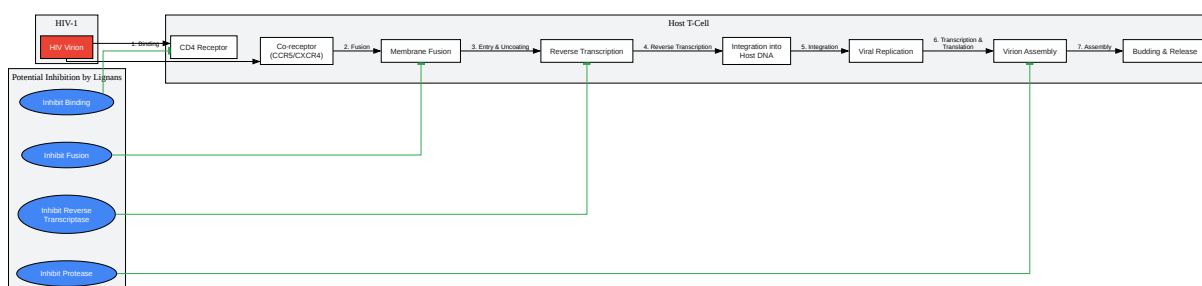 HIV-1
Host T-Cell
HIV Virion
1. Binding
CD4 Receptor
Co-receptor
(CCR5/CXCR4)
2. Fusion
Membrane Fusion
3. Entry & Uncoating
Reverse Transcription
4. Reverse Transcription
Integration into
Host DNA
5. Integration
Viral Replication
6. Transcription &
Translation
Virion Assembly
7. Assembly
Budding & Release
Potential Inhibition by Lignans
Inhibit Binding
Inhibit Fusion
Inhibit Reverse
Transcriptase
Inhibit Protease